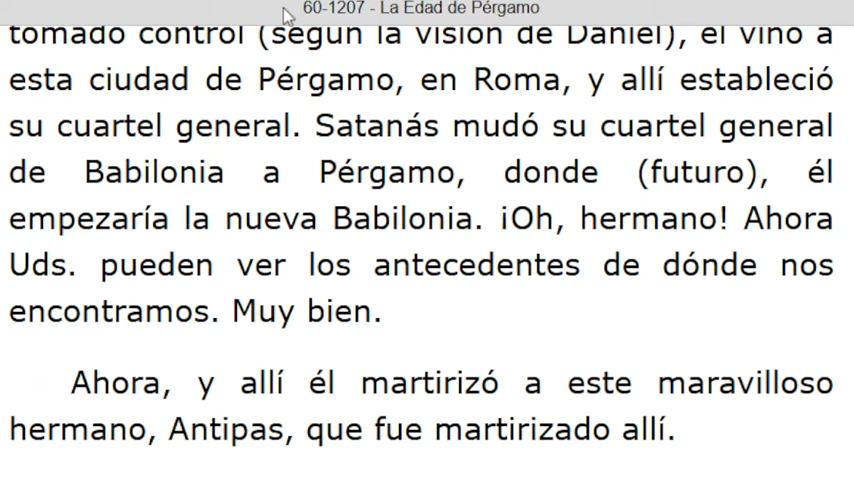 60-1207 - La Edad de Pérgamo
tomado control (según la visión de Daniel), él vino a
esta ciudad de Pérgamo, en Roma, y allí estableció
su cuartel general. Satanás mudó su cuartel general
de Babilonia a Pérgamo, donde (futuro), él
empezaría la nueva Babilonia. ¡Oh, hermano! Ahora
Uds. pueden ver los antecedentes de dónde nos
encontramos. Muy bien.
Ahora, y allí él martirizó a este maravilloso
hermano, Antipas, que fue martirizado allí.